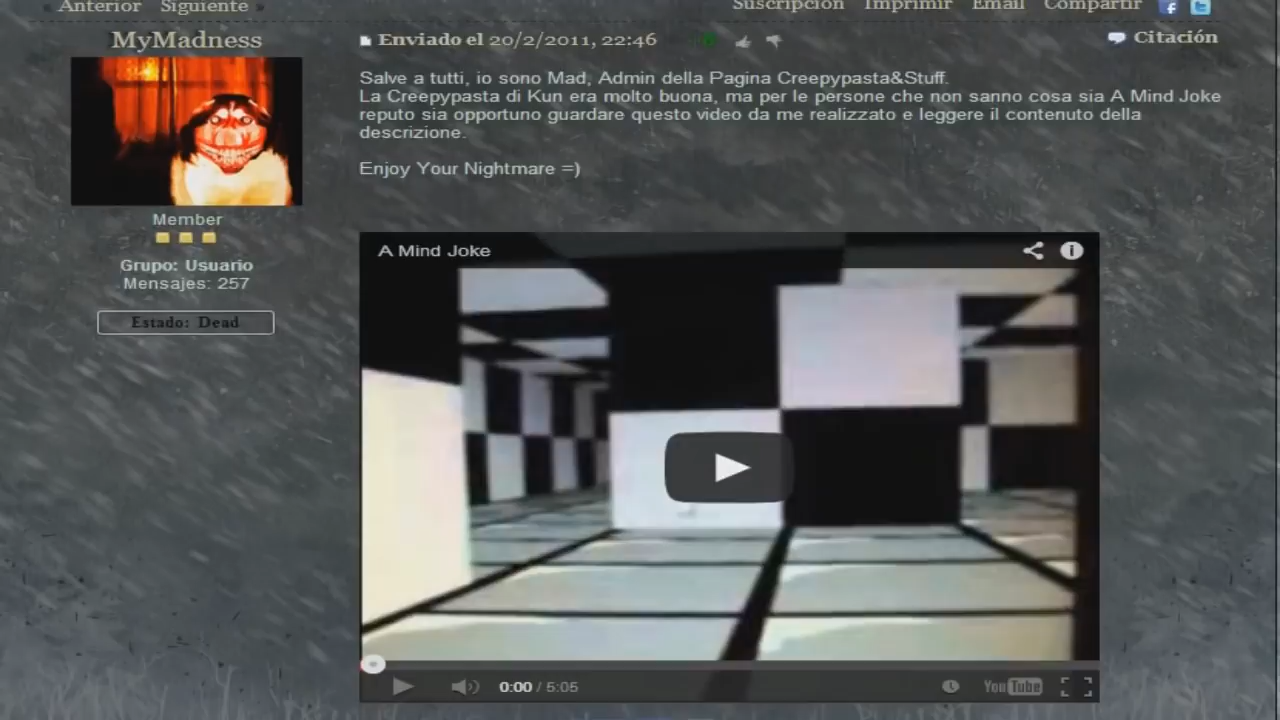 « Anterior Siguiente »
Suscripción Imprimir Email Compartir
MyMadness
Enviado el 20/2/2011, 22:46
Citación
Salve a tutti, io sono Mad, Admin della Pagina Creepypasta&Stuff.
La Creepypasta di Kun era molto buona, ma per le persone che non sanno cosa sia A Mind Joke
reputo sia opportuno guardare questo video da me realizzato e leggere il contenuto della
descrizione.
Enjoy Your Nightmare =)
Member
Grupo: Usuario
Mensajes: 257
Estado: Dead
A Mind Joke
0:00 / 5:05
YouTube